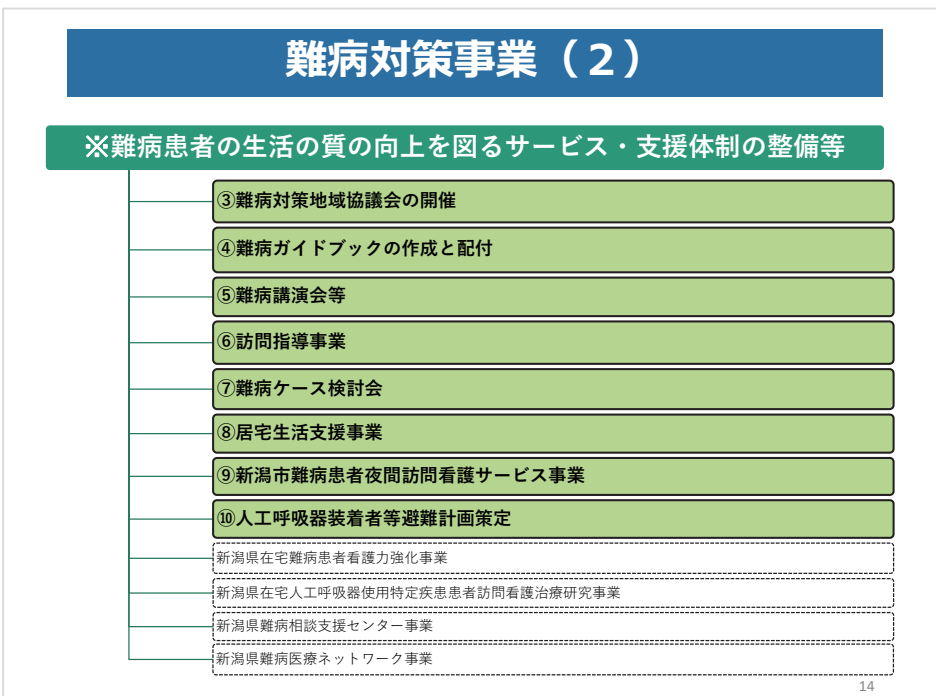 難病対策事業（２）
※難病患者の生活の質の向上を図るサービス・支援体制の整備等
③難病対策地域協議会の開催
④難病ガイドブックの作成と配付
⑤難病講演会等
⑥訪問指導事業
⑦難病ケース検討会
⑧居宅生活支援事業
⑨新潟市難病患者夜間訪問看護サービス事業
⑩人工呼吸器装着者等避難計画策定
新潟県在宅難病患者看護力強化事業
新潟県在宅人工呼吸器使用特定疾患患者訪問看護治療研究事業
新潟県難病相談支援センター事業
新潟県難病医療ネットワーク事業
14